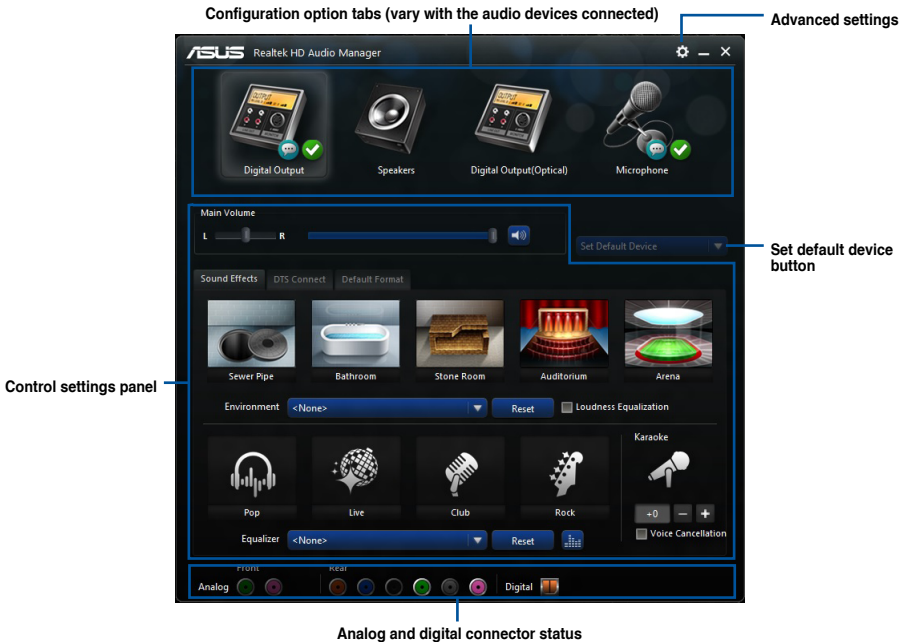 Configuration option tabs (vary with the audio devices connected)
Advanced settings
ASUS Realtek HD Audio Manager
OUTPUT OUTPUT
Digital Output Speakers Digital Output(Optical) Microphone
Main Volume
L R
Set Default Device
Set default device
button
Sound Effects DTS Connect Default Format
Sewer Pipe Bathroom Stone Room Auditorium Arena
Control settings panel
Environment <None> Reset Loudness Equalization
Karaoke
Pop Live Club Rock
+0 − +
Equalizer <None> Reset Voice Cancellation
Front Rear
Analog Digital
Analog and digital connector status